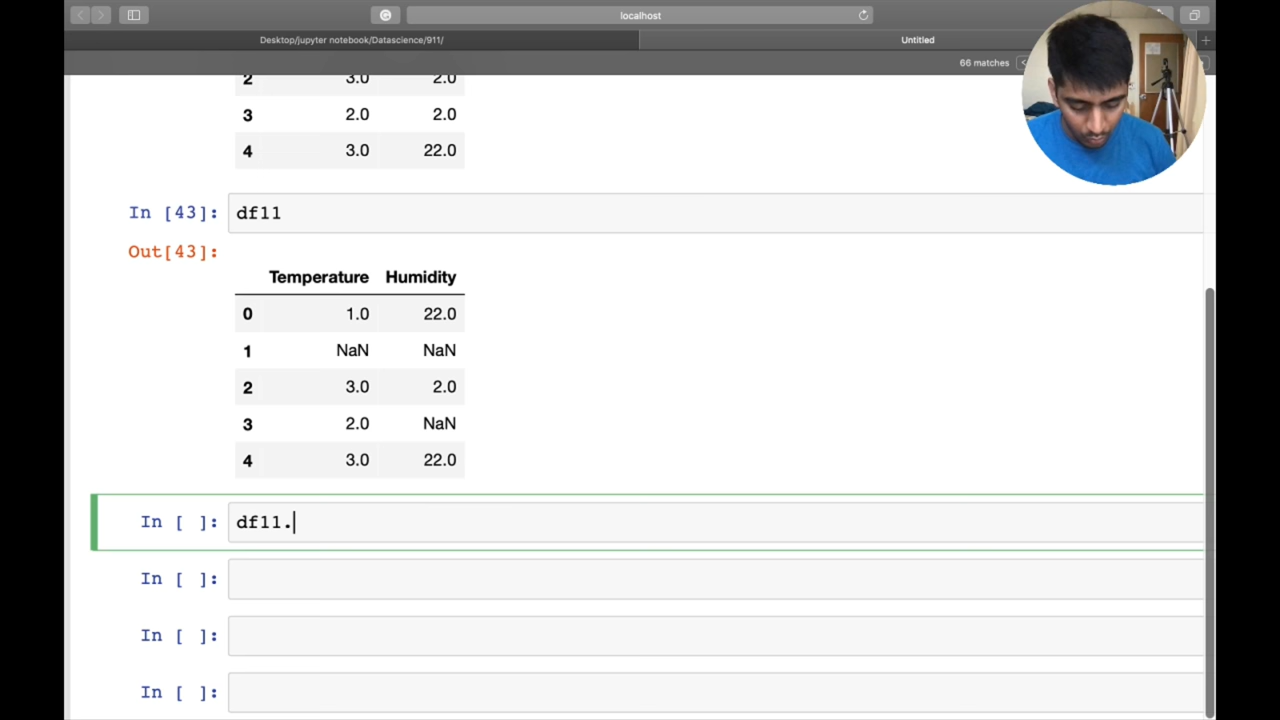 localhost
Desktop/jupyter notebook/Datascience/911/
Untitled
66 matches
2 3.0 2.0
3 2.0 2.0
4 3.0 22.0
In [43]: df11
Out[43]:
Temperature Humidity
0 1.0 22.0
1 NaN NaN
2 3.0 2.0
3 2.0 NaN
4 3.0 22.0
In [ ]: df11.
In [ ]:
In [ ]:
In [ ]: